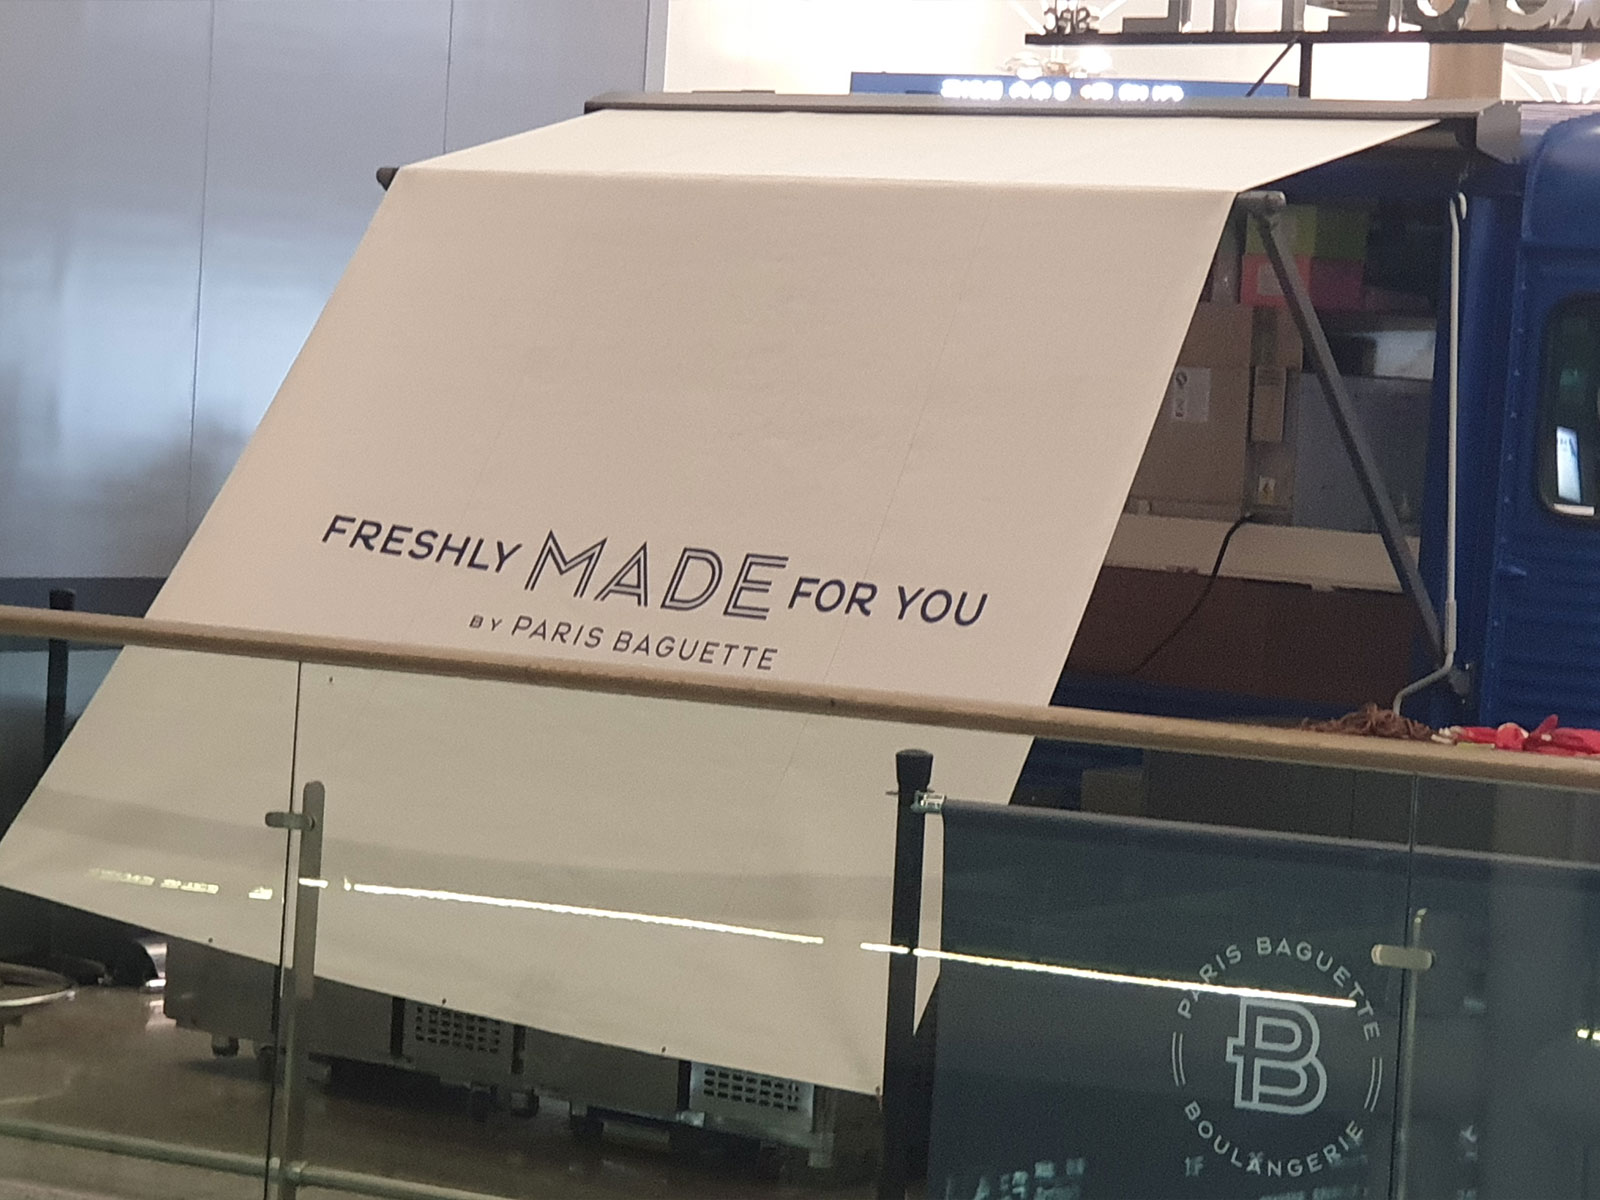 FRESHLY MADE FOR YOU
BY PARIS BAGUETTE
PARIS BAGUETTE
B
BOULANGERIE